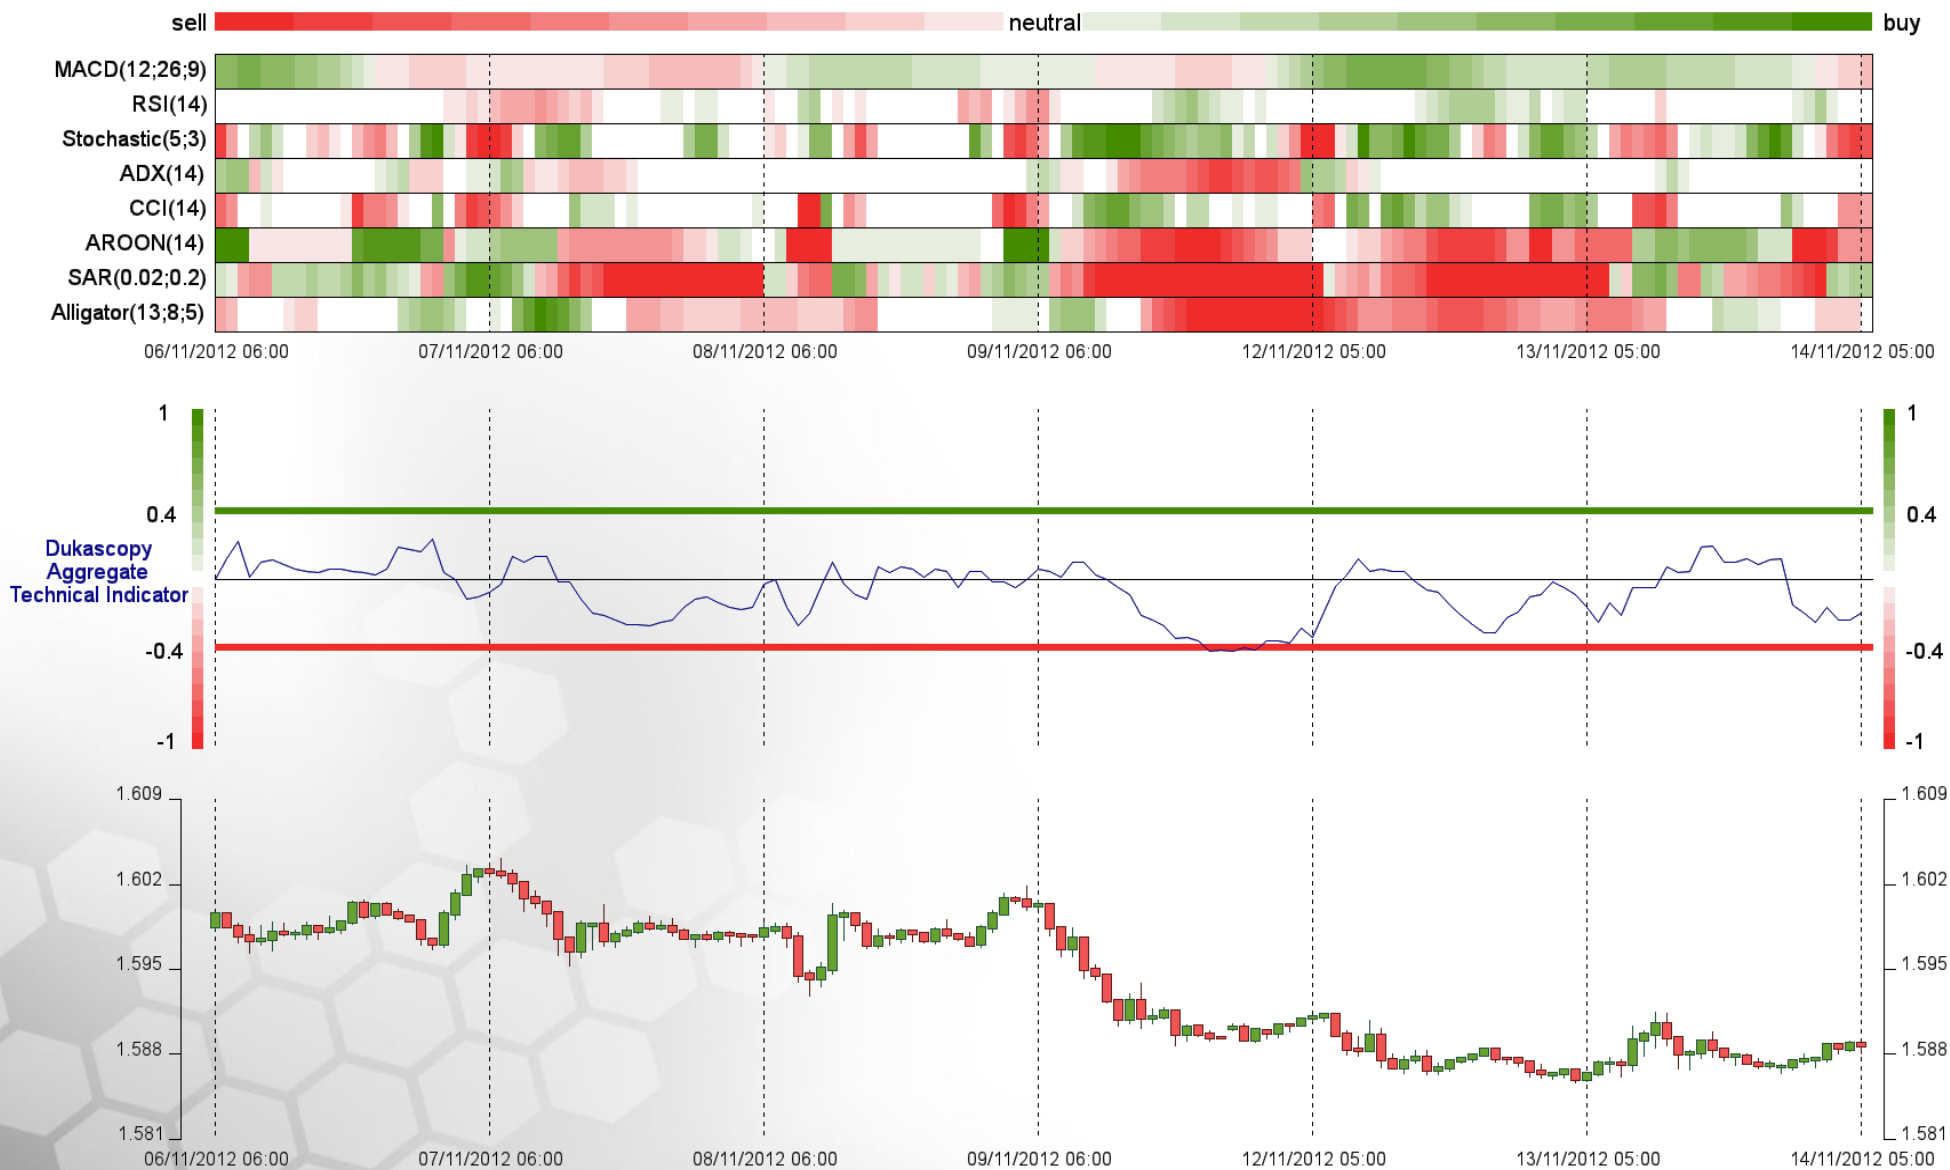 sell neutral buy
MACD(12;26;9)
RSI(14)
Stochastic(5;3)
ADX(14)
CCI(14)
AROON(14)
SAR(0.02;0.2)
Alligator(13;8;5)
06/11/2012 06:00 07/11/2012 06:00 08/11/2012 06:00 09/11/2012 06:00 12/11/2012 05:00 13/11/2012 05:00 14/11/2012 05:00
1 1
0.4 0.4
Dukascopy
Aggregate
Technical Indicator
-0.4 -0.4
-1 -1
1.609 1.609
1.602 1.602
1.595 1.595
1.588 1.588
1.581 1.581
06/11/2012 06:00 07/11/2012 06:00 08/11/2012 06:00 09/11/2012 06:00 12/11/2012 05:00 13/11/2012 05:00 14/11/2012 05:00